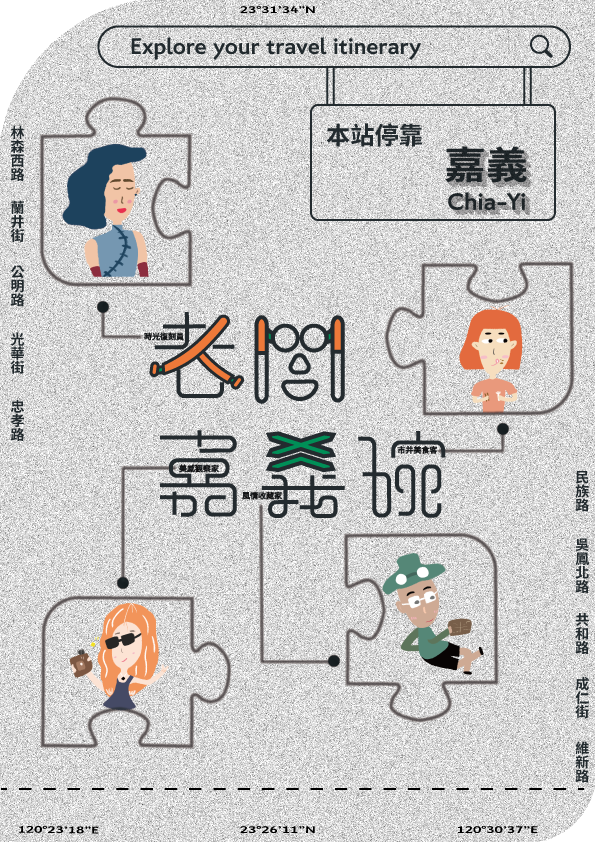 23°31'34"N
Explore your travel itinerary
本站停靠
嘉義
Chia-Yi
林森西路
蘭井街
公明路
光華街
忠孝路
時光復刻員
老閣
嘉義碗
美感觀察家
市井美食客
風情收藏家
民族路
吳鳳北路
共和路
成仁街
維新路
120°23'18"E
23°26'11"N
120°30'37"E